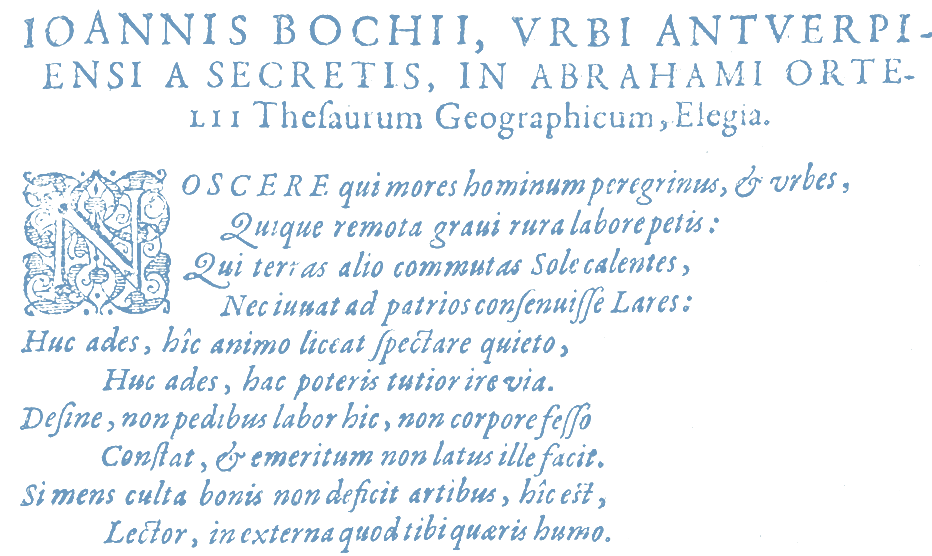 IOANNIS BOCHII, VRBI ANTVERPI-
ENSI A SECRETIS, IN ABRAHAMI ORTE-
LII Theſaurum Geographicum, Elegia.
NOSCERE qui mores hominum peregrinus, & vrbes,
Quique remota graui rura labore petis:
Qui terras alio commutas Sole calentes,
Nec iuuat ad patrios conſenuiſſe Lares:
Huc ades, hîc animo liceat ſpectare quieto,
Huc ades, hac poteris tutior ire via.
Deſine, non pedibus labor hic, non corpore feſſo
Conſtat, & emeritum non latus ille facit.
Si mens culta bonis non deficit artibus, hîc est,
Lector, in externa quod tibi quæris humo.